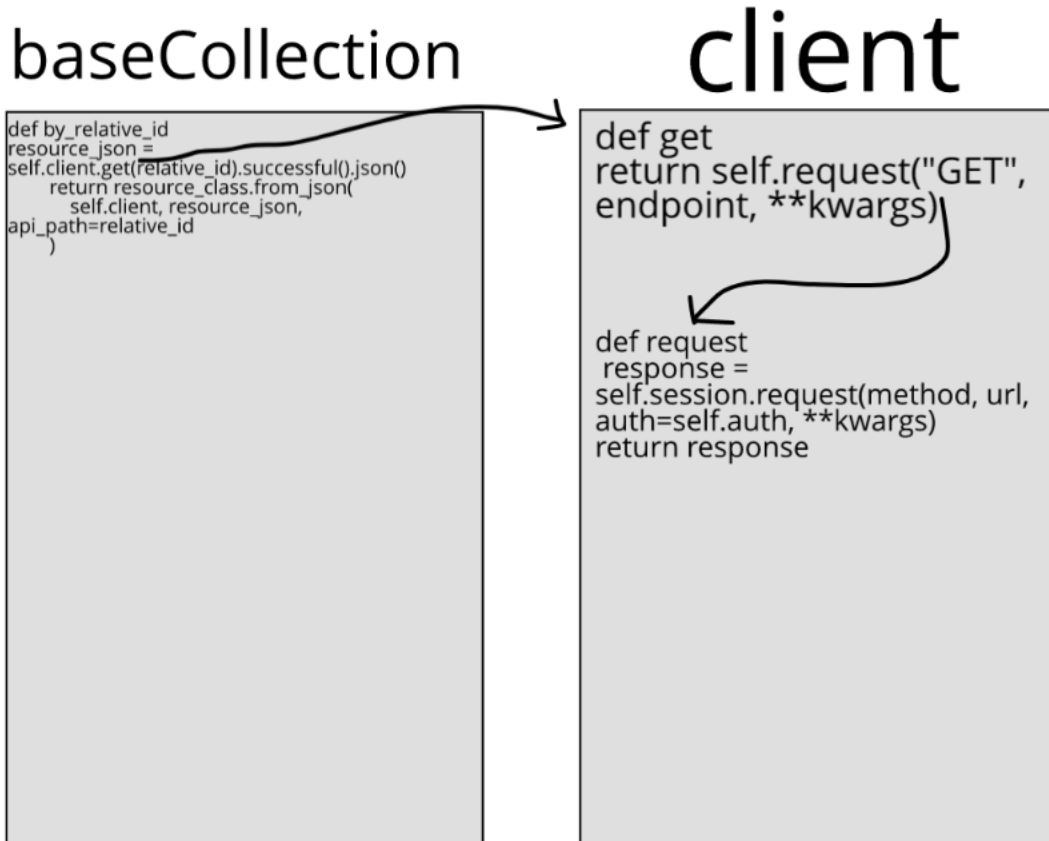 baseCollection
def by_relative_id
resource_json =
self.client.get(relative_id).successful().json()
return resource_class.from_json(
self.client, resource_json,
api_path=relative_id
)
client
def get
return self.request("GET",
endpoint, **kwargs)
def request
response =
self.session.request(method, url,
auth=self.auth, **kwargs)
return response